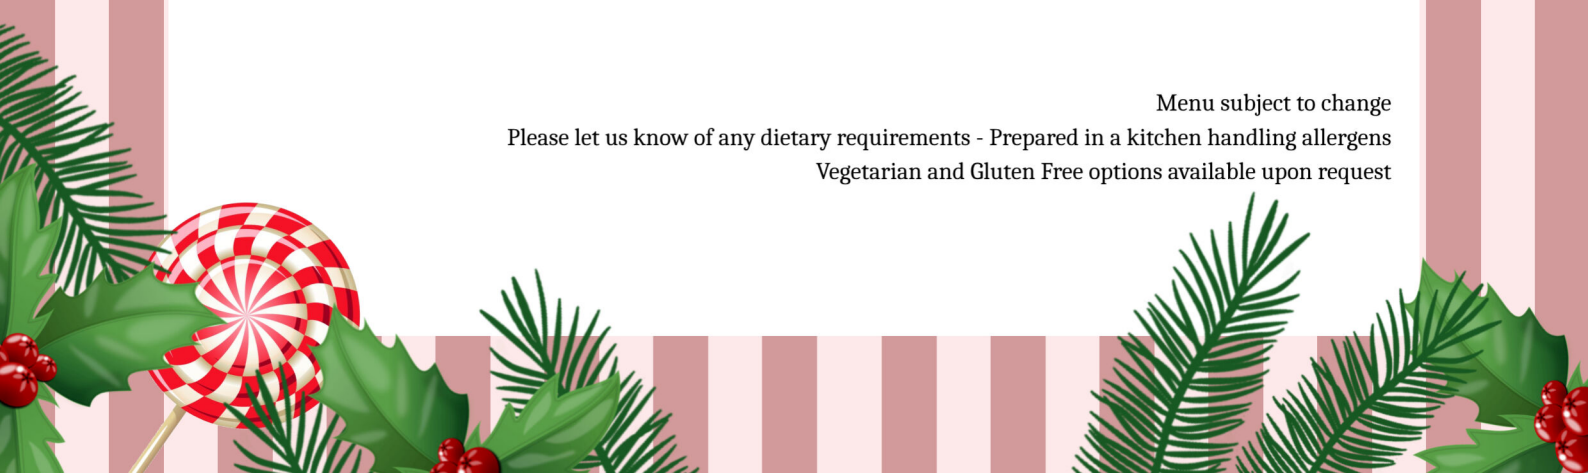 Menu subject to change
Please let us know of any dietary requirements - Prepared in a kitchen handling allergens
Vegetarian and Gluten Free options available upon request